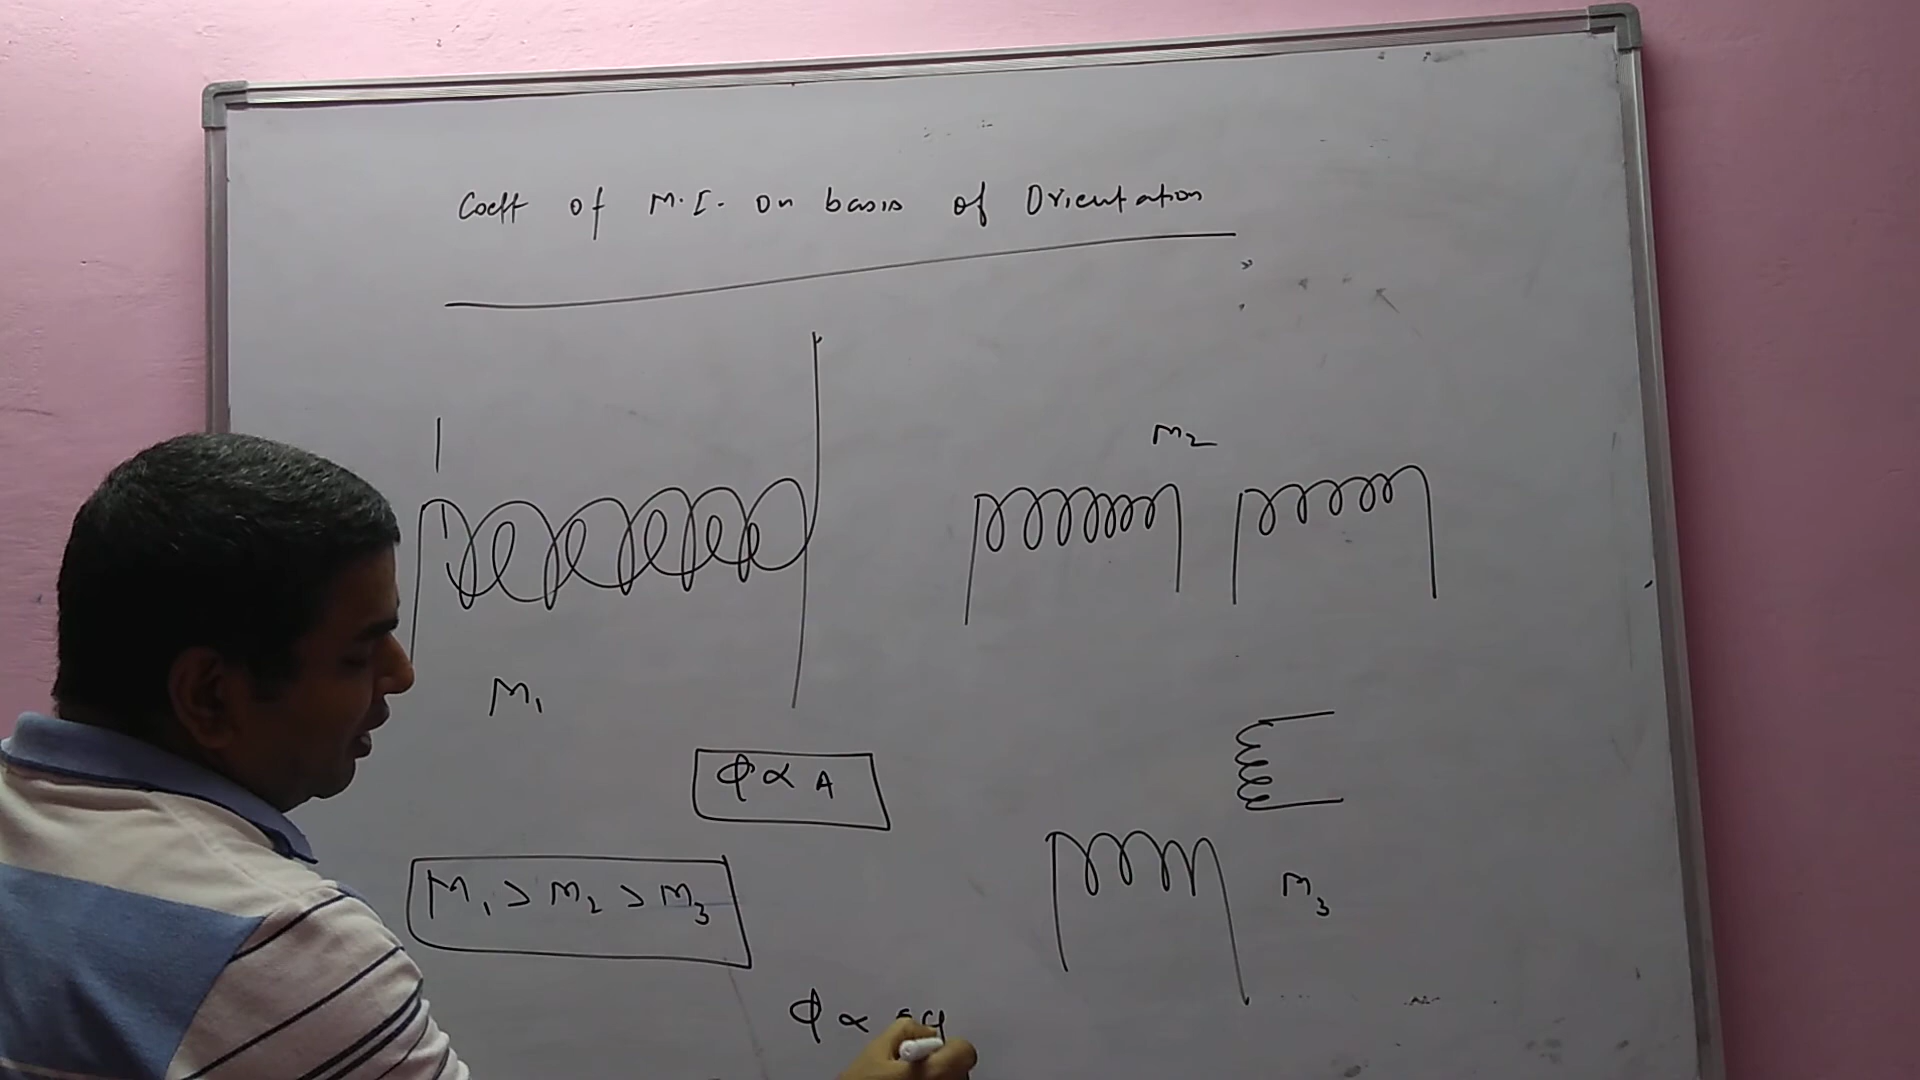 Coeff of M.I. on basis of Orientation
M2
M1
φ ∝ A
M1 > M2 > M3
M3
φ ∝